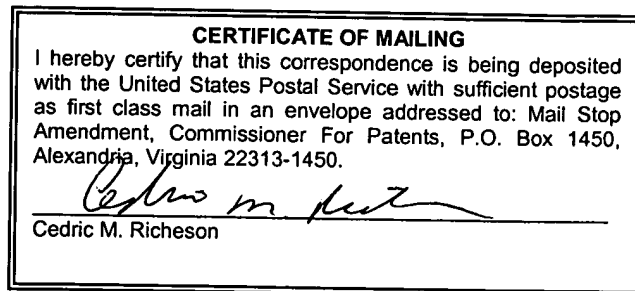 CERTIFICATE OF MAILING
I hereby certify that this correspondence is being deposited
with the United States Postal Service with sufficient postage
as first class mail in an envelope addressed to: Mail Stop
Amendment, Commissioner For Patents, P.O. Box 1450,
Alexandria, Virginia 22313-1450.
Cedric M. Richeson